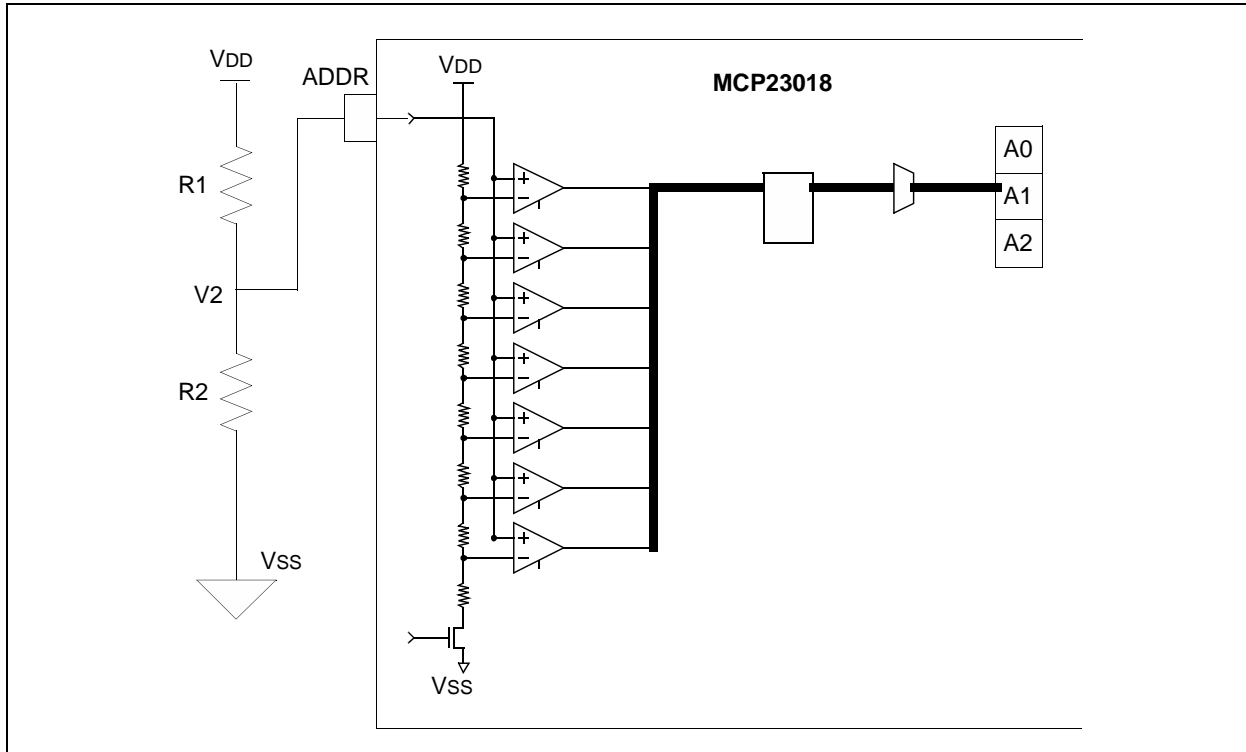 VDD
ADDR
VDD
MCP23018
R1
V2
R2
VSS
+
−
+
−
+
−
+
−
+
−
+
−
+
−
A0
A1
A2
VSS